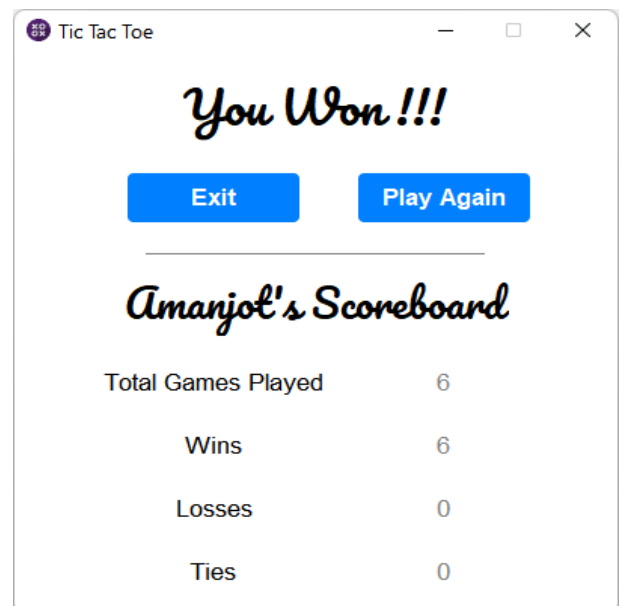 Tic Tac Toe
You Won !!!
Exit Play Again
Amanjot's Scoreboard
Total Games Played 6
Wins 6
Losses 0
Ties 0